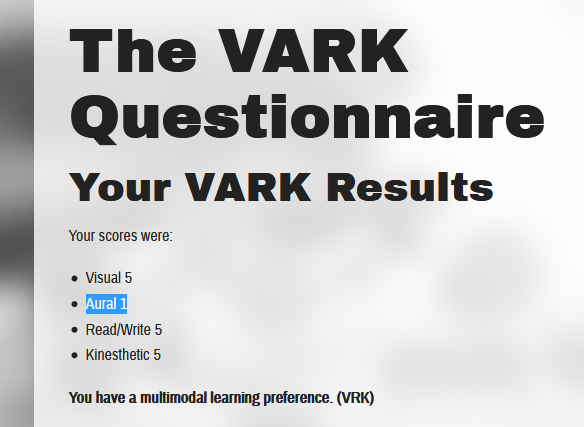 The VARK
Questionnaire
Your VARK Results
Your scores were:
Visual 5
Aural 1
Read/Write 5
Kinesthetic 5
You have a multimodal learning preference. (VRK)